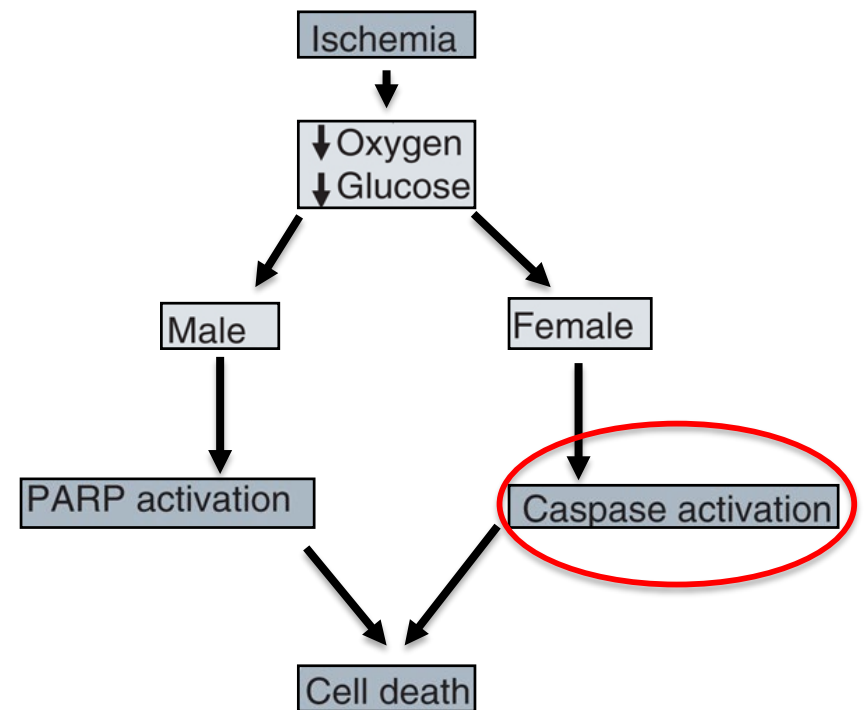 Ischemia
↓Oxygen
↓Glucose
Male
Female
PARP activation
Caspase activation
Cell death